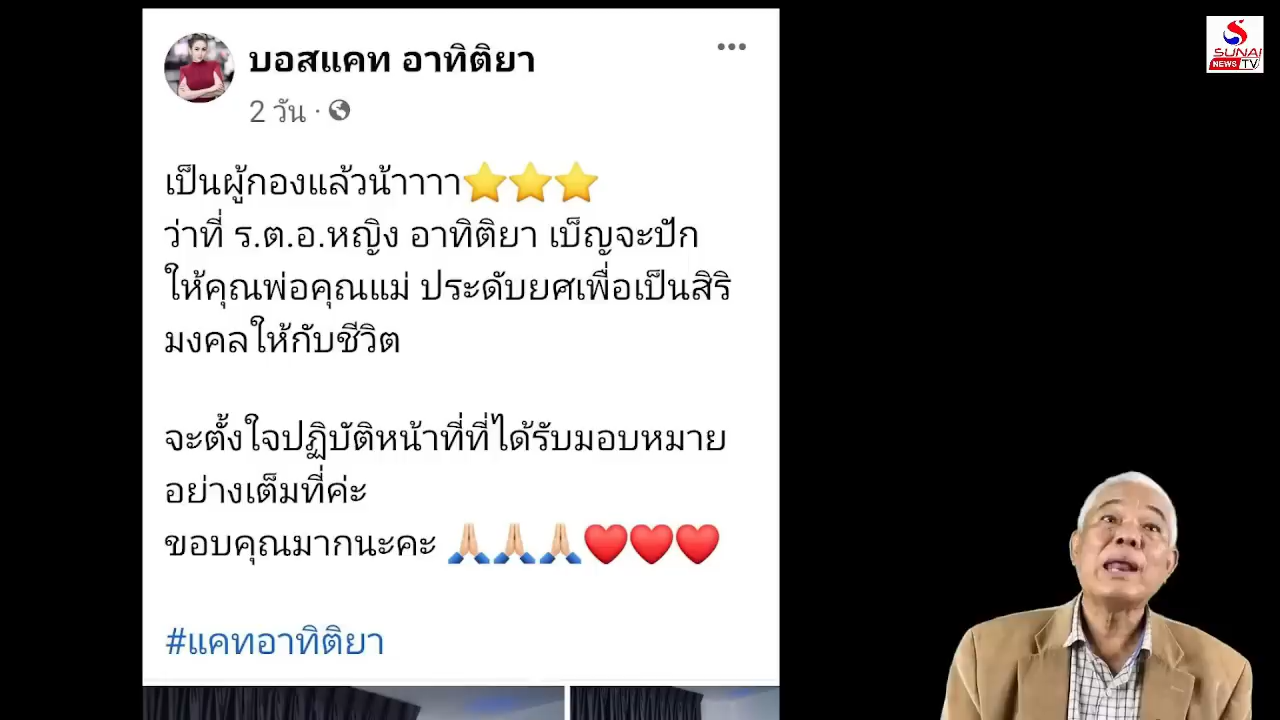 บอสแคท อาทิติยา
2 วัน ·
เป็นผู้กองแล้วน้าาาา⭐⭐⭐
ว่าที่ ร.ต.อ.หญิง อาทิติยา เบ็ญจะปัก
ให้คุณพ่อคุณแม่ ประดับยศเพื่อเป็นสิริ
มงคลให้กับชีวิต
จะตั้งใจปฏิบัติหน้าที่ที่ได้รับมอบหมาย
อย่างเต็มที่ค่ะ
ขอบคุณมากนะคะ 🙏🏻🙏🏻🙏🏻❤️❤️❤️
#แคทอาทิติยา
SUNAI
NEWS TV